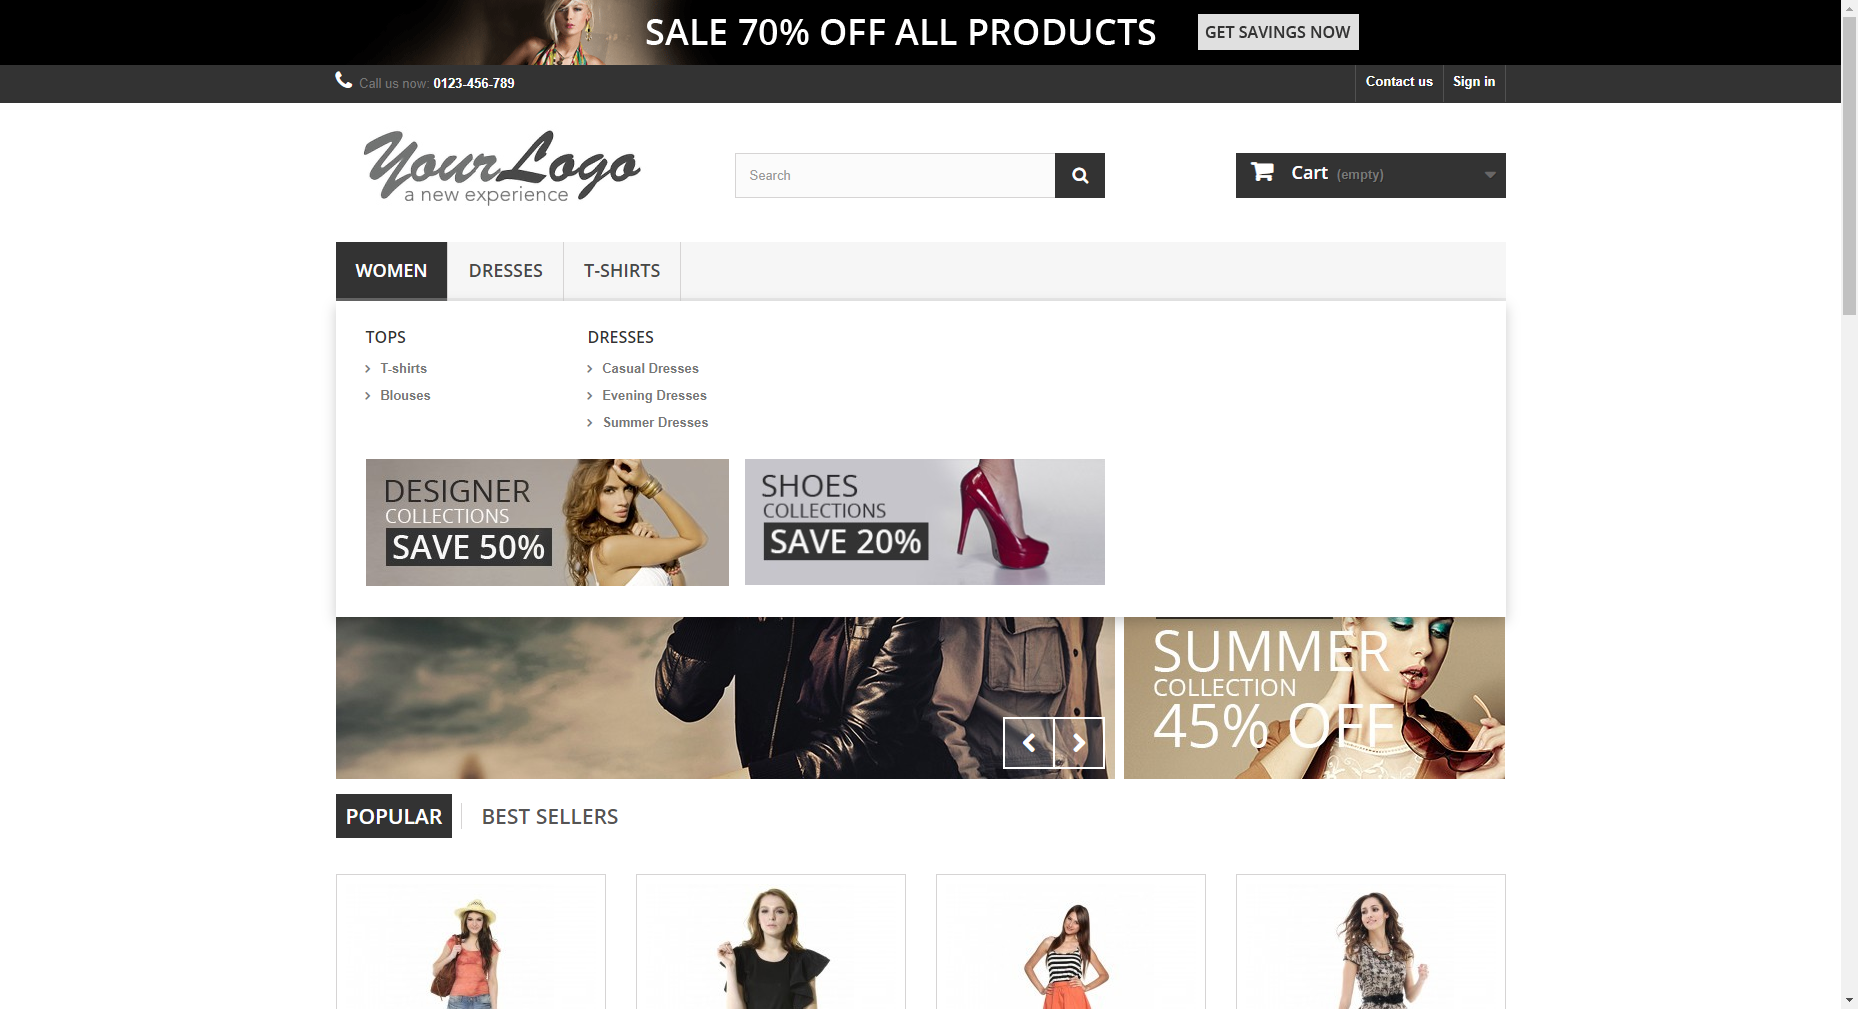 SALE 70% OFF ALL PRODUCTS GET SAVINGS NOW
Call us now: 0123-456-789 Contact us Sign in
YourLogo
a new experience
Search
Cart (empty)
WOMEN DRESSES T-SHIRTS
TOPS
T-shirts
Blouses
DRESSES
Casual Dresses
Evening Dresses
Summer Dresses
DESIGNER
COLLECTIONS
SAVE 50%
SHOES
COLLECTIONS
SAVE 20%
SUMMER
COLLECTION
45% OFF
POPULAR BEST SELLERS